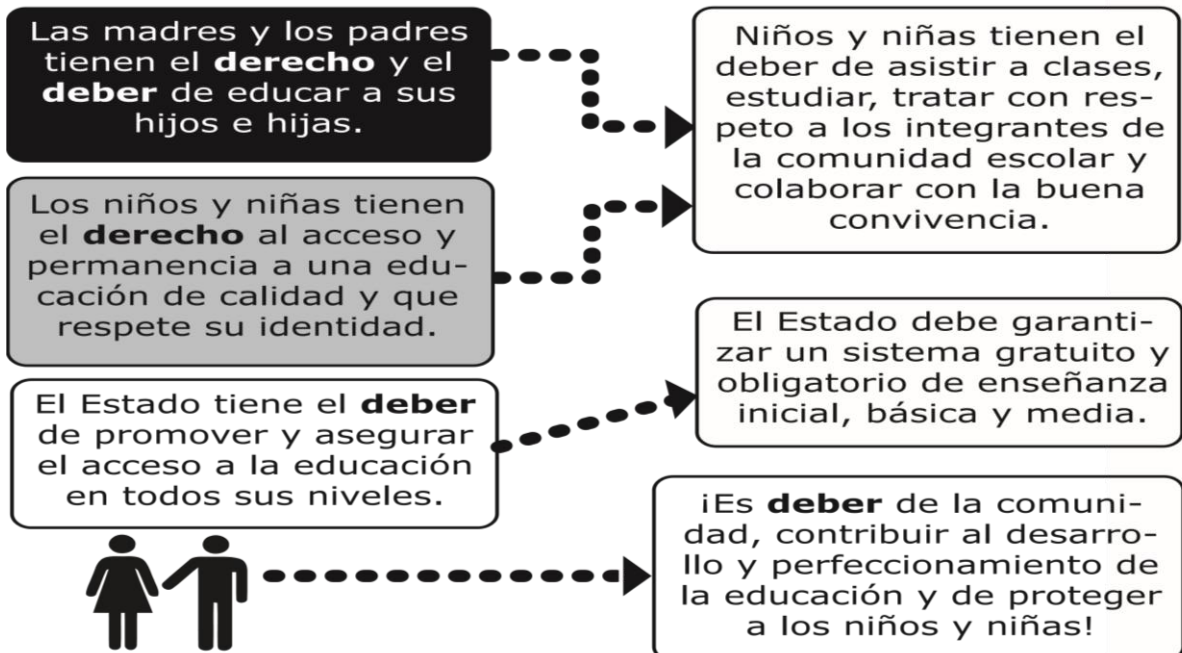 Las madres y los padres
tienen el derecho y el
deber de educar a sus
hijos e hijas.
Los niños y niñas tienen
el derecho al acceso y
permanencia a una edu-
cación de calidad y que
respete su identidad.
El Estado tiene el deber
de promover y asegurar
el acceso a la educación
en todos sus niveles.
Niños y niñas tienen el
deber de asistir a clases,
estudiar, tratar con res-
peto a los integrantes de
la comunidad escolar y
colaborar con la buena
convivencia.
El Estado debe garanti-
zar un sistema gratuito y
obligatorio de enseñanza
inicial, básica y media.
¡Es deber de la comuni-
dad, contribuir al desarro-
llo y perfeccionamiento de
la educación y de proteger
a los niños y niñas!